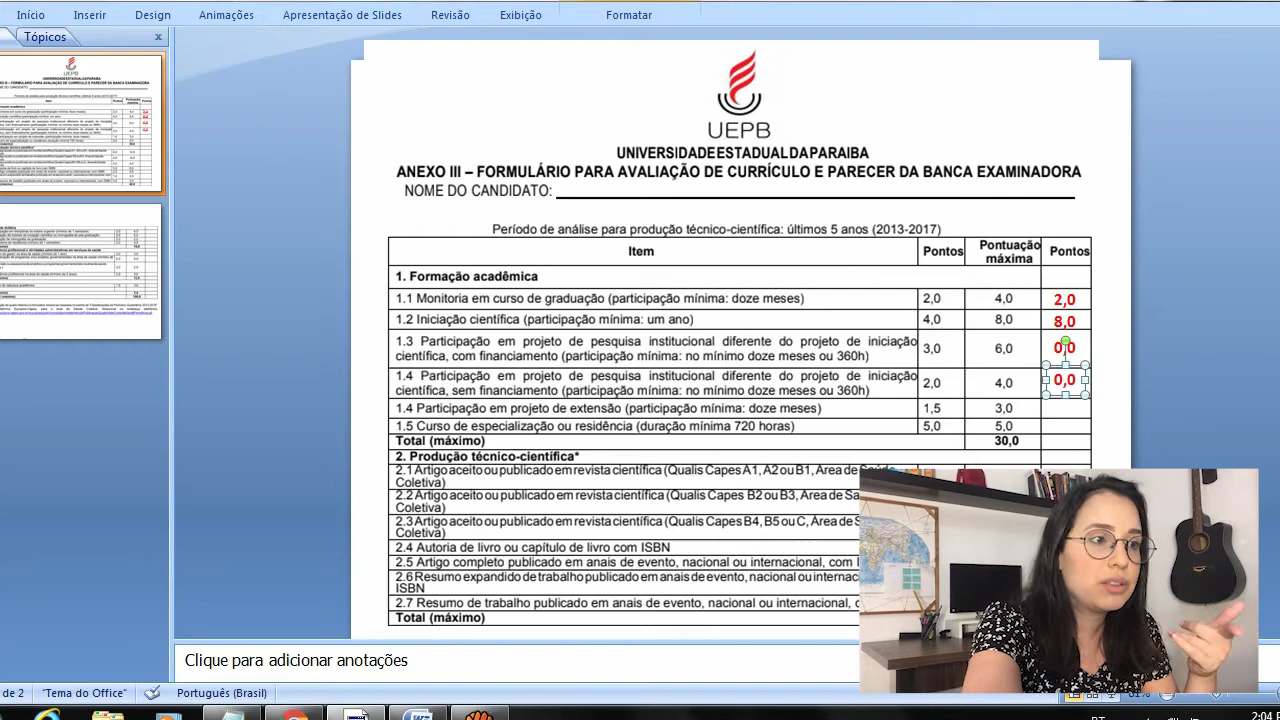 Início Inserir Design Animações Apresentação de Slides Revisão Exibição Formatar
Tópicos x
UEPB
UNIVERSIDADE ESTADUAL DA PARAIBA
ANEXO III – FORMULÁRIO PARA AVALIAÇÃO DE CURRÍCULO E PARECER DA BANCA EXAMINADORA
NOME DO CANDIDATO:
Período de análise para produção técnico-científica: últimos 5 anos (2013-2017)
Item Pontos Pontuação máxima Pontos
1. Formação acadêmica
1.1 Monitoria em curso de graduação (participação mínima: doze meses) 2,0 4,0 2,0
1.2 Iniciação científica (participação mínima: um ano) 4,0 8,0 8,0
1.3 Participação em projeto de pesquisa institucional diferente do projeto de iniciação
científica, com financiamento (participação mínima: no mínimo doze meses ou 360h) 3,0 6,0 0,0
1.4 Participação em projeto de pesquisa institucional diferente do projeto de iniciação
científica, sem financiamento (participação mínima: no mínimo doze meses ou 360h) 2,0 4,0 0,0
1.4 Participação em projeto de extensão (participação mínima: doze meses) 1,5 3,0
1.5 Curso de especialização ou residência (duração mínima 720 horas) 5,0 5,0
Total (máximo) 30,0
2. Produção técnico-científica*
2.1 Artigo aceito ou publicado em revista científica (Qualis Capes A1, A2 ou B1, Área de Saúde
Coletiva)
2.2 Artigo aceito ou publicado em revista científica (Qualis Capes B2 ou B3, Área de Sa
Coletiva)
2.3 Artigo aceito ou publicado em revista científica (Qualis Capes B4, B5 ou C, Área de S
Coletiva)
2.4 Autoria de livro ou capítulo de livro com ISBN
2.5 Artigo completo publicado em anais de evento, nacional ou internacional, com
2.6 Resumo expandido de trabalho publicado em anais de evento, nacional ou internac
ISBN
2.7 Resumo de trabalho publicado em anais de evento, nacional ou internacional,
Total (máximo)
Clique para adicionar anotações
de 2 "Tema do Office" Português (Brasil) 81%
PT 2:04